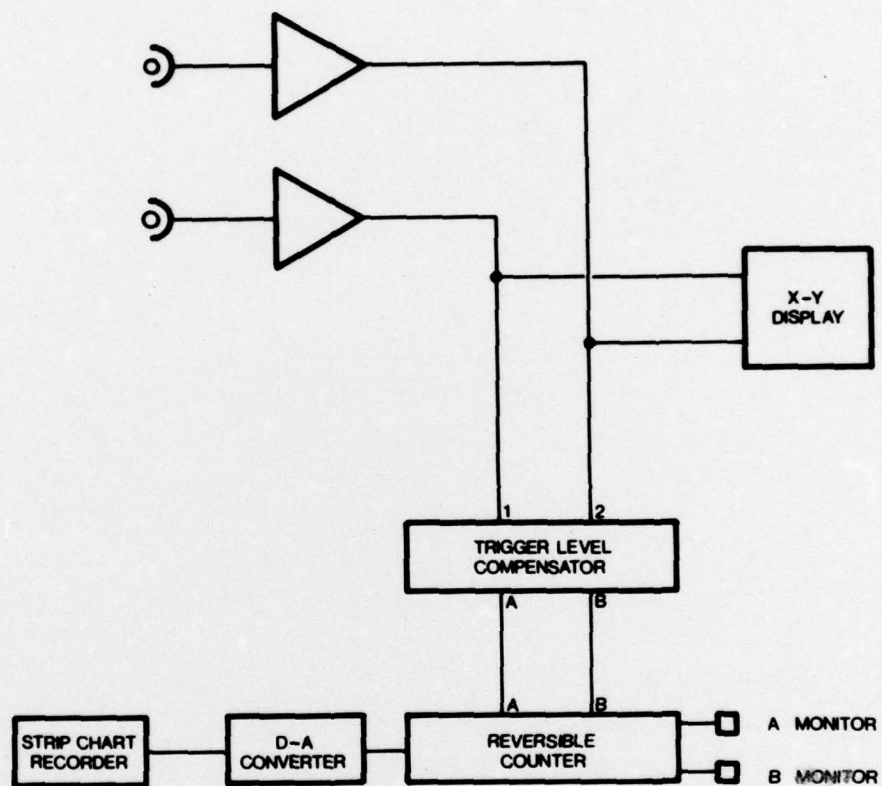 X-Y
DISPLAY
1 2
TRIGGER LEVEL
COMPENSATOR
A B
A B
STRIP CHART
RECORDER
D-A
CONVERTER
REVERSIBLE
COUNTER
A MONITOR
B MONITOR